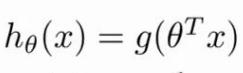 h_θ(x) = g(θ^T x)